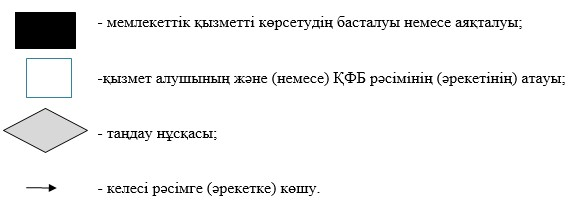 - мемлекеттік қызметті көрсетудің басталуы немесе аяқталуы;
-қызмет алушының және (немесе) ҚФБ рәсімінің (әрекетінің) атауы;
- таңдау нұсқасы;
- келесі рәсімге (әрекетке) көшу.